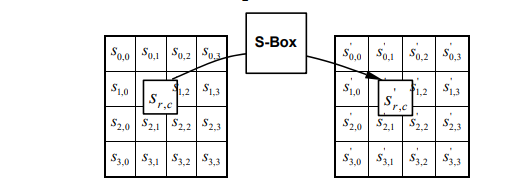 S-Box
s0,0 s0,1 s0,2 s0,3 s'0,0 s'0,1 s'0,2 s'0,3
s1,0 sr,c s1,2 s1,3 s'1,0 s'r,c s'1,2 s'1,3
s2,0 s2,1 s2,2 s2,3 s'2,0 s'2,1 s'2,2 s'2,3
s3,0 s3,1 s3,2 s3,3 s'3,0 s'3,1 s'3,2 s'3,3